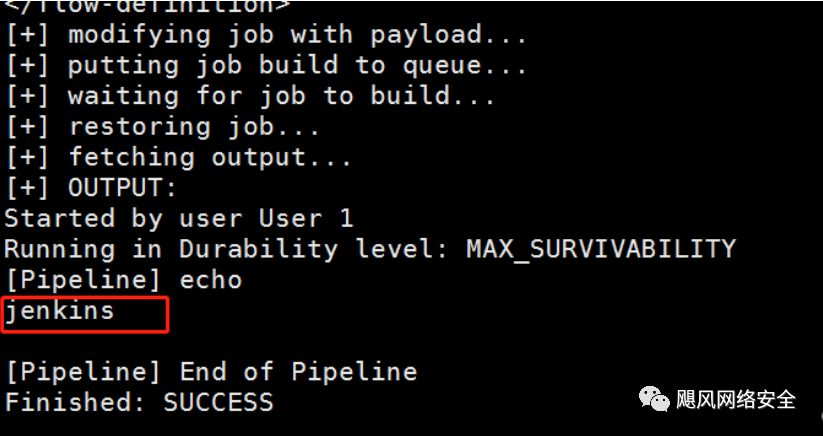 </flow-definition>
[+] modifying job with payload...
[+] putting job build to queue...
[+] waiting for job to build...
[+] restoring job...
[+] fetching output...
[+] OUTPUT:
Started by user User 1
Running in Durability level: MAX_SURVIVABILITY
[Pipeline] echo
jenkins
[Pipeline] End of Pipeline
Finished: SUCCESS
飓风网络安全